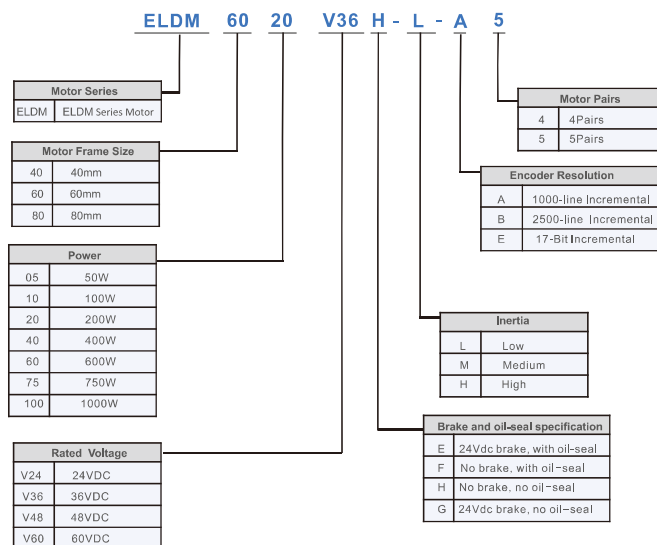 ELDM 60 20 V36 H - L - A 5
Motor Series
ELDM ELDM Series Motor
Motor Frame Size
40 40mm
60 60mm
80 80mm
Power
05 50W
10 100W
20 200W
40 400W
60 600W
75 750W
100 1000W
Rated Voltage
V24 24VDC
V36 36VDC
V48 48VDC
V60 60VDC
Motor Pairs
4 4Pairs
5 5Pairs
Encoder Resolution
A 1000-line Incremental
B 2500-line Incremental
E 17-Bit Incremental
Inertia
L Low
M Medium
H High
Brake and oil-seal specification
E 24Vdc brake, with oil-seal
F No brake, with oil-seal
H No brake, no oil-seal
G 24Vdc brake, no oil-seal